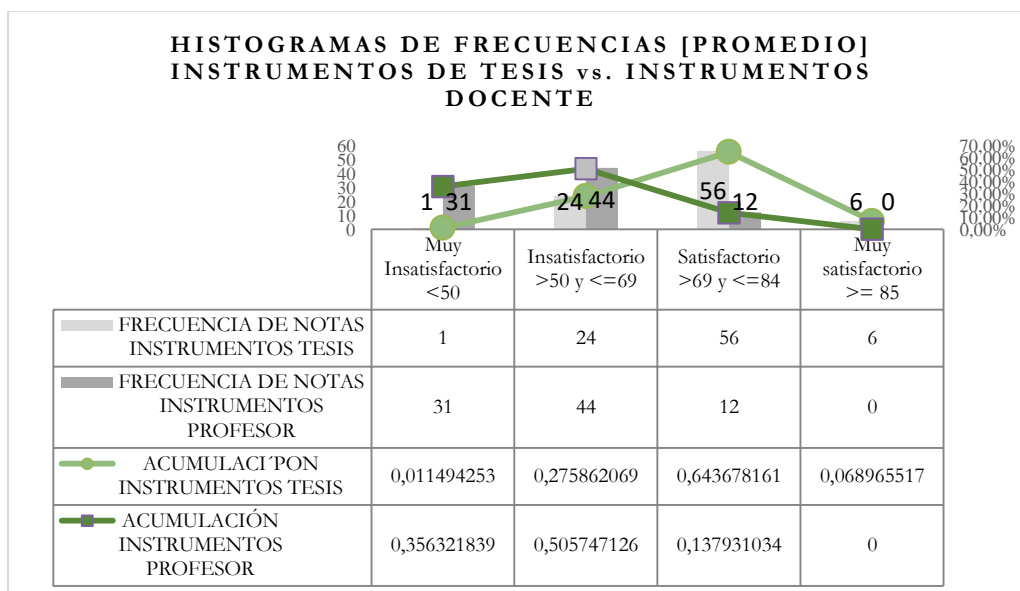 HISTOGRAMAS DE FRECUENCIAS [PROMEDIO]
INSTRUMENTOS DE TESIS vs. INSTRUMENTOS
DOCENTE
60
50
40
30
20
10
0
70,00%
60,00%
50,00%
40,00%
30,00%
20,00%
10,00%
0,00%
1 31 24 44 56 12 6 0
Muy
Insatisfactorio
<50
Insatisfactorio
>50 y <=69
Satisfactorio
>69 y <=84
Muy
satisfactorio
>= 85
FRECUENCIA DE NOTAS
INSTRUMENTOS TESIS
1 24 56 6
FRECUENCIA DE NOTAS
INSTRUMENTOS
PROFESOR
31 44 12 0
ACUMULACI´PON
INSTRUMENTOS TESIS
0,011494253 0,275862069 0,643678161 0,068965517
ACUMULACIÓN
INSTRUMENTOS
PROFESOR
0,356321839 0,505747126 0,137931034 0